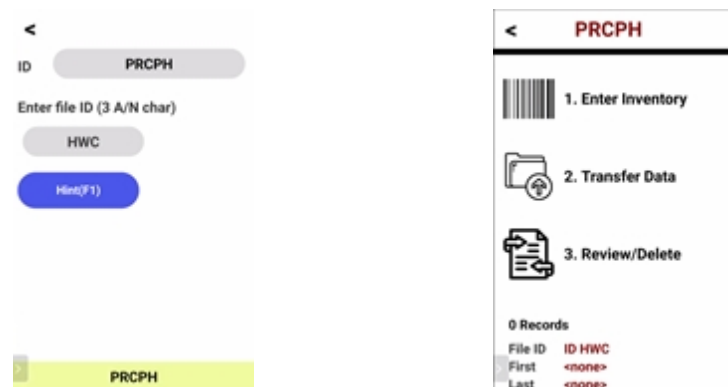 <
ID PRCPH
Enter file ID (3 A/N char)
HWC
Hint(F1)
PRCPH
< PRCPH
1. Enter Inventory
2. Transfer Data
3. Review/Delete
0 Records
File ID ID HWC
First <none>
Last <none>